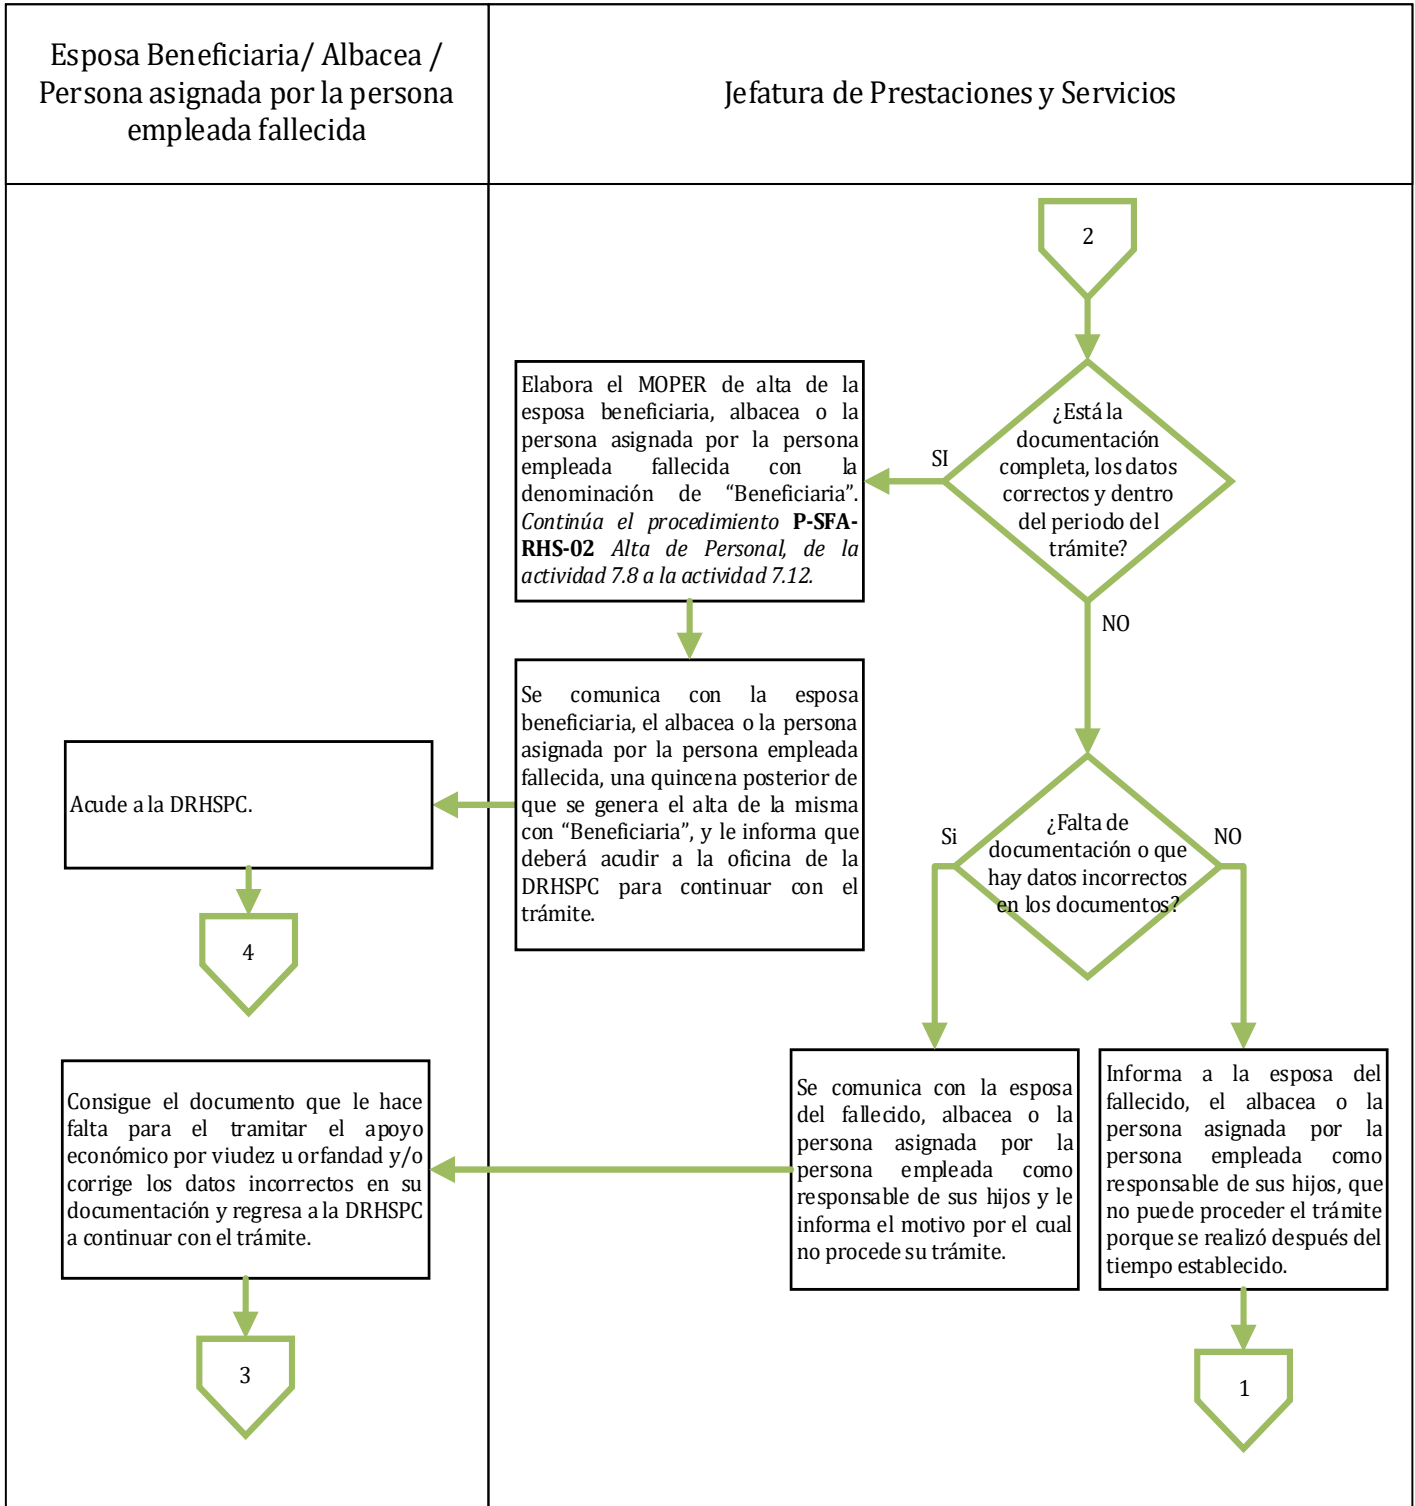 Esposa Beneficiaria/ Albacea /
Persona asignada por la persona
empleada fallecida
Jefatura de Prestaciones y Servicios
2
¿Está la
documentación
completa, los datos
correctos y dentro
del periodo del
trámite?
SI
NO
Elabora el MOPER de alta de la
esposa beneficiaria, albacea o la
persona asignada por la persona
empleada fallecida con la
denominación de “Beneficiaria”.
Continúa el procedimiento P-SFA-
RHS-02 Alta de Personal, de la
actividad 7.8 a la actividad 7.12.
Se comunica con la esposa
beneficiaria, el albacea o la persona
asignada por la persona empleada
fallecida, una quincena posterior de
que se genera el alta de la misma
con “Beneficiaria”, y le informa que
deberá acudir a la oficina de la
DRHSPC para continuar con el
trámite.
Acude a la DRHSPC.
4
¿Falta de
documentación o que
hay datos incorrectos
en los documentos?
Si
NO
Se comunica con la esposa
del fallecido, albacea o la
persona asignada por la
persona empleada como
responsable de sus hijos y le
informa el motivo por el cual
no procede su trámite.
Informa a la esposa del
fallecido, el albacea o la
persona asignada por la
persona empleada como
responsable de sus hijos, que
no puede proceder el trámite
porque se realizó después del
tiempo establecido.
Consigue el documento que le hace
falta para el tramitar el apoyo
económico por viudez u orfandad y/o
corrige los datos incorrectos en su
documentación y regresa a la DRHSPC
a continuar con el trámite.
3
1